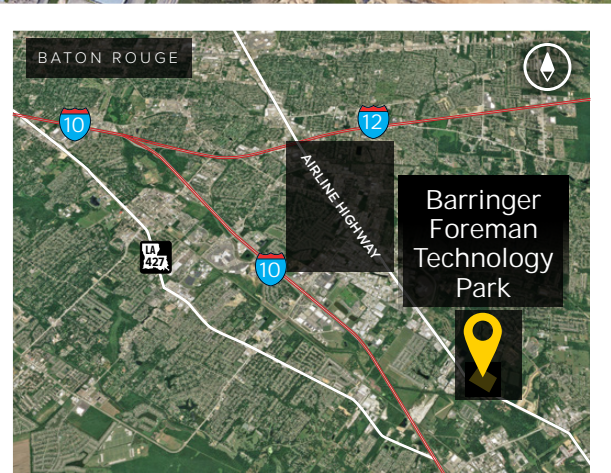 BATON ROUGE
10
12
AIRLINE HIGHWAY
Barringer
Foreman
Technology
Park
LA
427
10